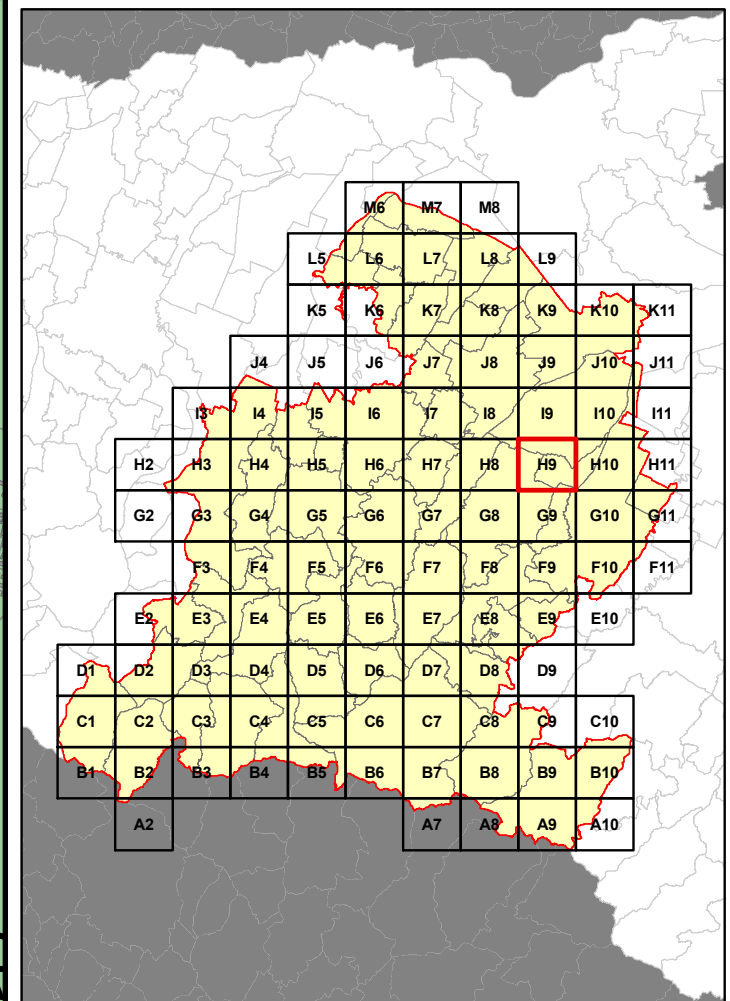 M6 M7 M8
L5 L6 L7 L8 L9
K5 K6 K7 K8 K9 K10 K11
J4 J5 J6 J7 J8 J9 J10 J11
I3 I4 I5 I6 I7 I8 I9 I10 I11
H2 H3 H4 H5 H6 H7 H8 H9 H10 H11
G2 G3 G4 G5 G6 G7 G8 G9 G10 G11
F3 F4 F5 F6 F7 F8 F9 F10 F11
E2 E3 E4 E5 E6 E7 E8 E9 E10
D1 D2 D3 D4 D5 D6 D7 D8 D9
C1 C2 C3 C4 C5 C6 C7 C8 C9 C10
B1 B2 B3 B4 B5 B6 B7 B8 B9 B10
A2 A7 A8 A9 A10